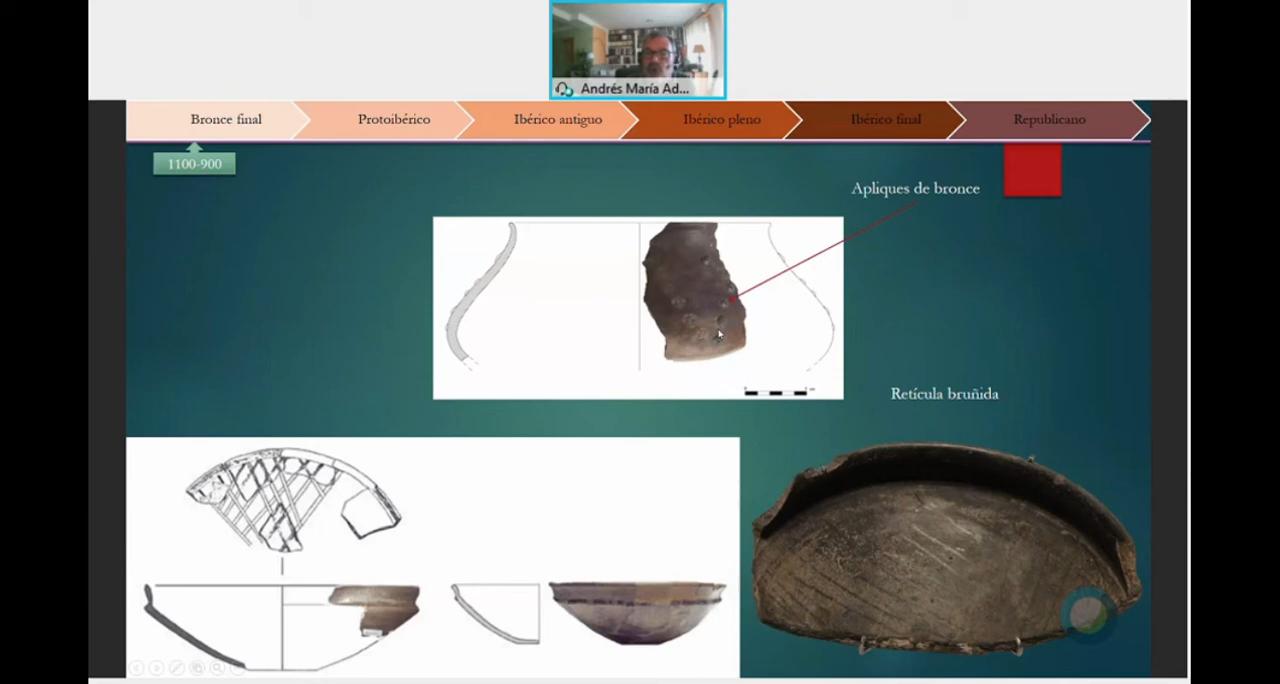 Andrés María Ad...
Bronce final
Protoibérico
Ibérico antiguo
Ibérico pleno
Ibérico final
Republicano
1100-900
Apliques de bronce
Retícula bruñida